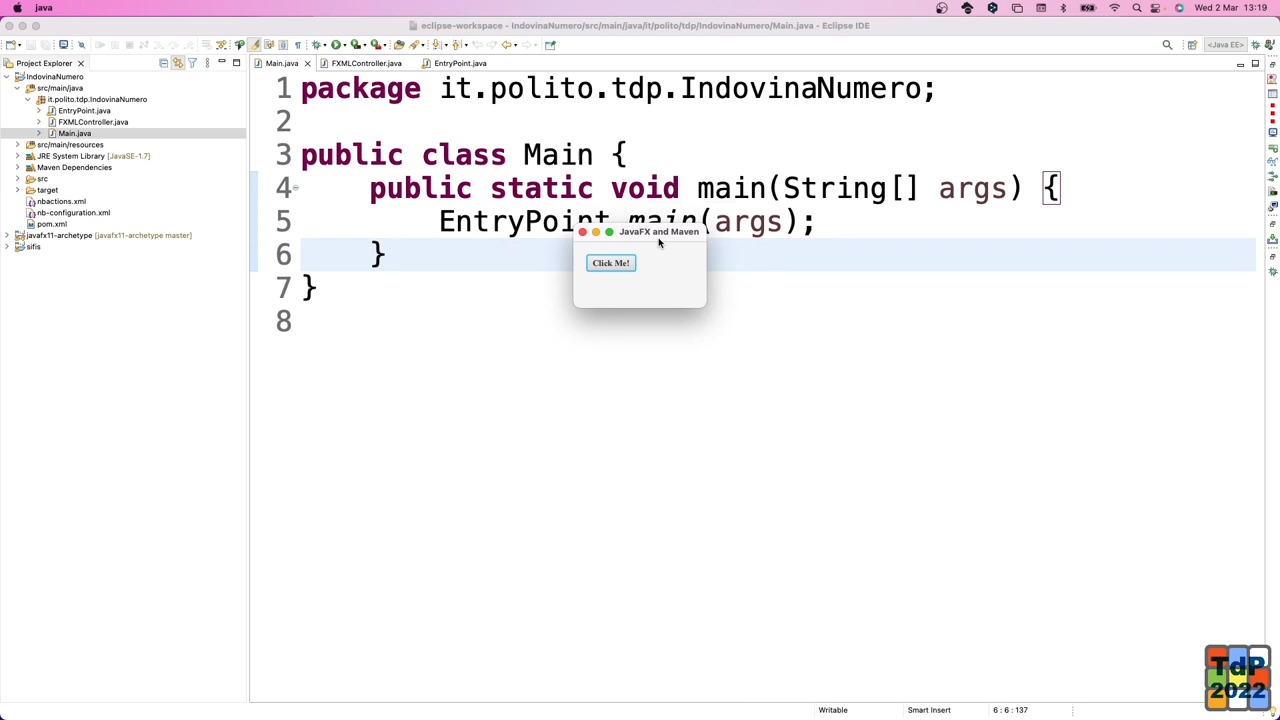 java
Wed 2 Mar 13:19
eclipse-workspace - IndovinaNumero/src/main/java/it/polito/tdp/IndovinaNumero/Main.java - Eclipse IDE
<Java EE>
Project Explorer
Main.java
FXMLController.java
EntryPoint.java
IndovinaNumero
src/main/java
it.polito.tdp.IndovinaNumero
EntryPoint.java
FXMLController.java
Main.java
src/main/resources
JRE System Library [JavaSE-1.7]
Maven Dependencies
src
target
nbactions.xml
nb-configuration.xml
pom.xml
javafx11-archetype [javafx11-archetype master]
sifis
1 package it.polito.tdp.IndovinaNumero;
2
3 public class Main {
4 public static void main(String[] args) {
5 EntryPoint.main(args);
6 }
7 }
8
JavaFX and Maven
Click Me!
Writable
Smart Insert
6 : 6 : 137
TdP
2022